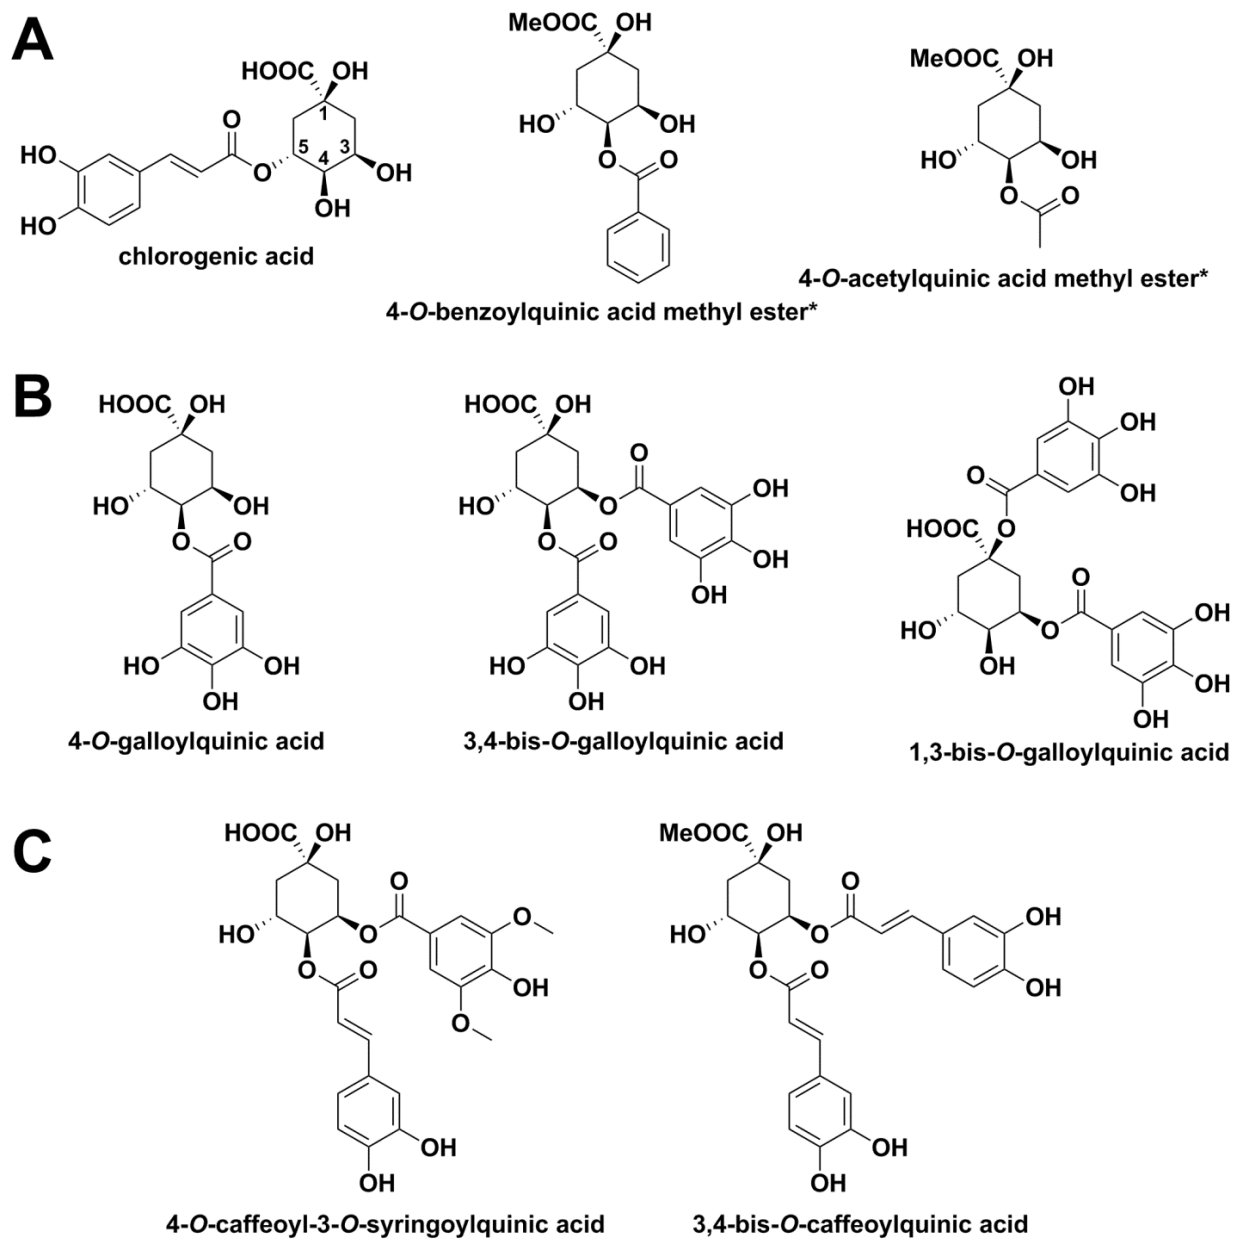 A
HOOC OH
1
5
3
4
O
O
HO
HO
OH
OH
chlorogenic acid
MeOOC OH
HO
OH
O
O
4-O-benzoylquinic acid methyl ester*
MeOOC OH
HO
OH
O
O
4-O-acetylquinic acid methyl ester*
B
HOOC OH
HO
OH
O
O
HO
OH
OH
4-O-galloylquinic acid
HOOC OH
O
HO
O
OH
OH
OH
O
O
HO
OH
OH
3,4-bis-O-galloylquinic acid
OH
OH
OH
O
O
HOOC
O
HO
O
OH
OH
OH
OH
1,3-bis-O-galloylquinic acid
C
HOOC OH
O
HO
O
O
OH
O
O
O
OH
OH
4-O-caffeoyl-3-O-syringoylquinic acid
MeOOC OH
O
HO
O
OH
OH
O
O
OH
OH
3,4-bis-O-caffeoylquinic acid